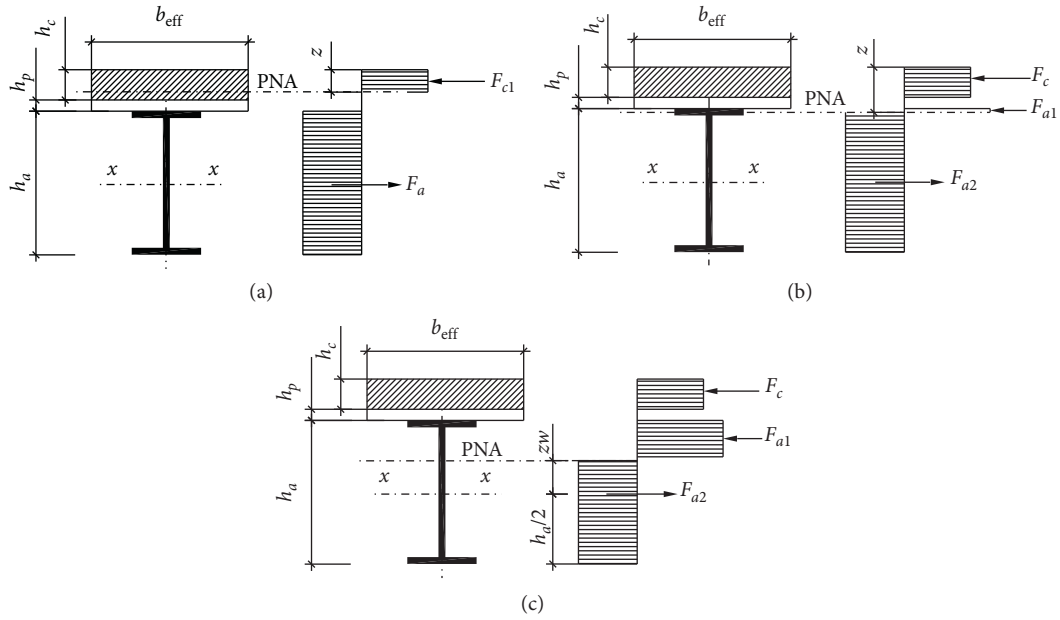 b_eff
h_c
h_p
h_a
PNA
x x
z
F_c1
F_a
(a)
b_eff
h_c
h_p
h_a
PNA
x x
z
F_c
F_a1
F_a2
(b)
b_eff
h_c
h_p
h_a
PNA
x x
zw
h_a/2
F_c
F_a1
F_a2
(c)